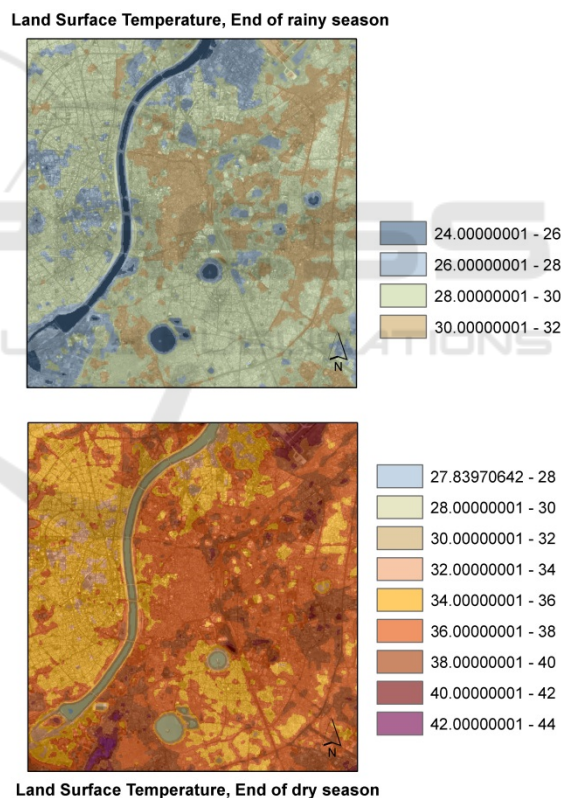 Land Surface Temperature, End of rainy season
24.00000001 - 26
26.00000001 - 28
28.00000001 - 30
30.00000001 - 32
N
27.83970642 - 28
28.00000001 - 30
30.00000001 - 32
32.00000001 - 34
34.00000001 - 36
36.00000001 - 38
38.00000001 - 40
40.00000001 - 42
42.00000001 - 44
N
Land Surface Temperature, End of dry season